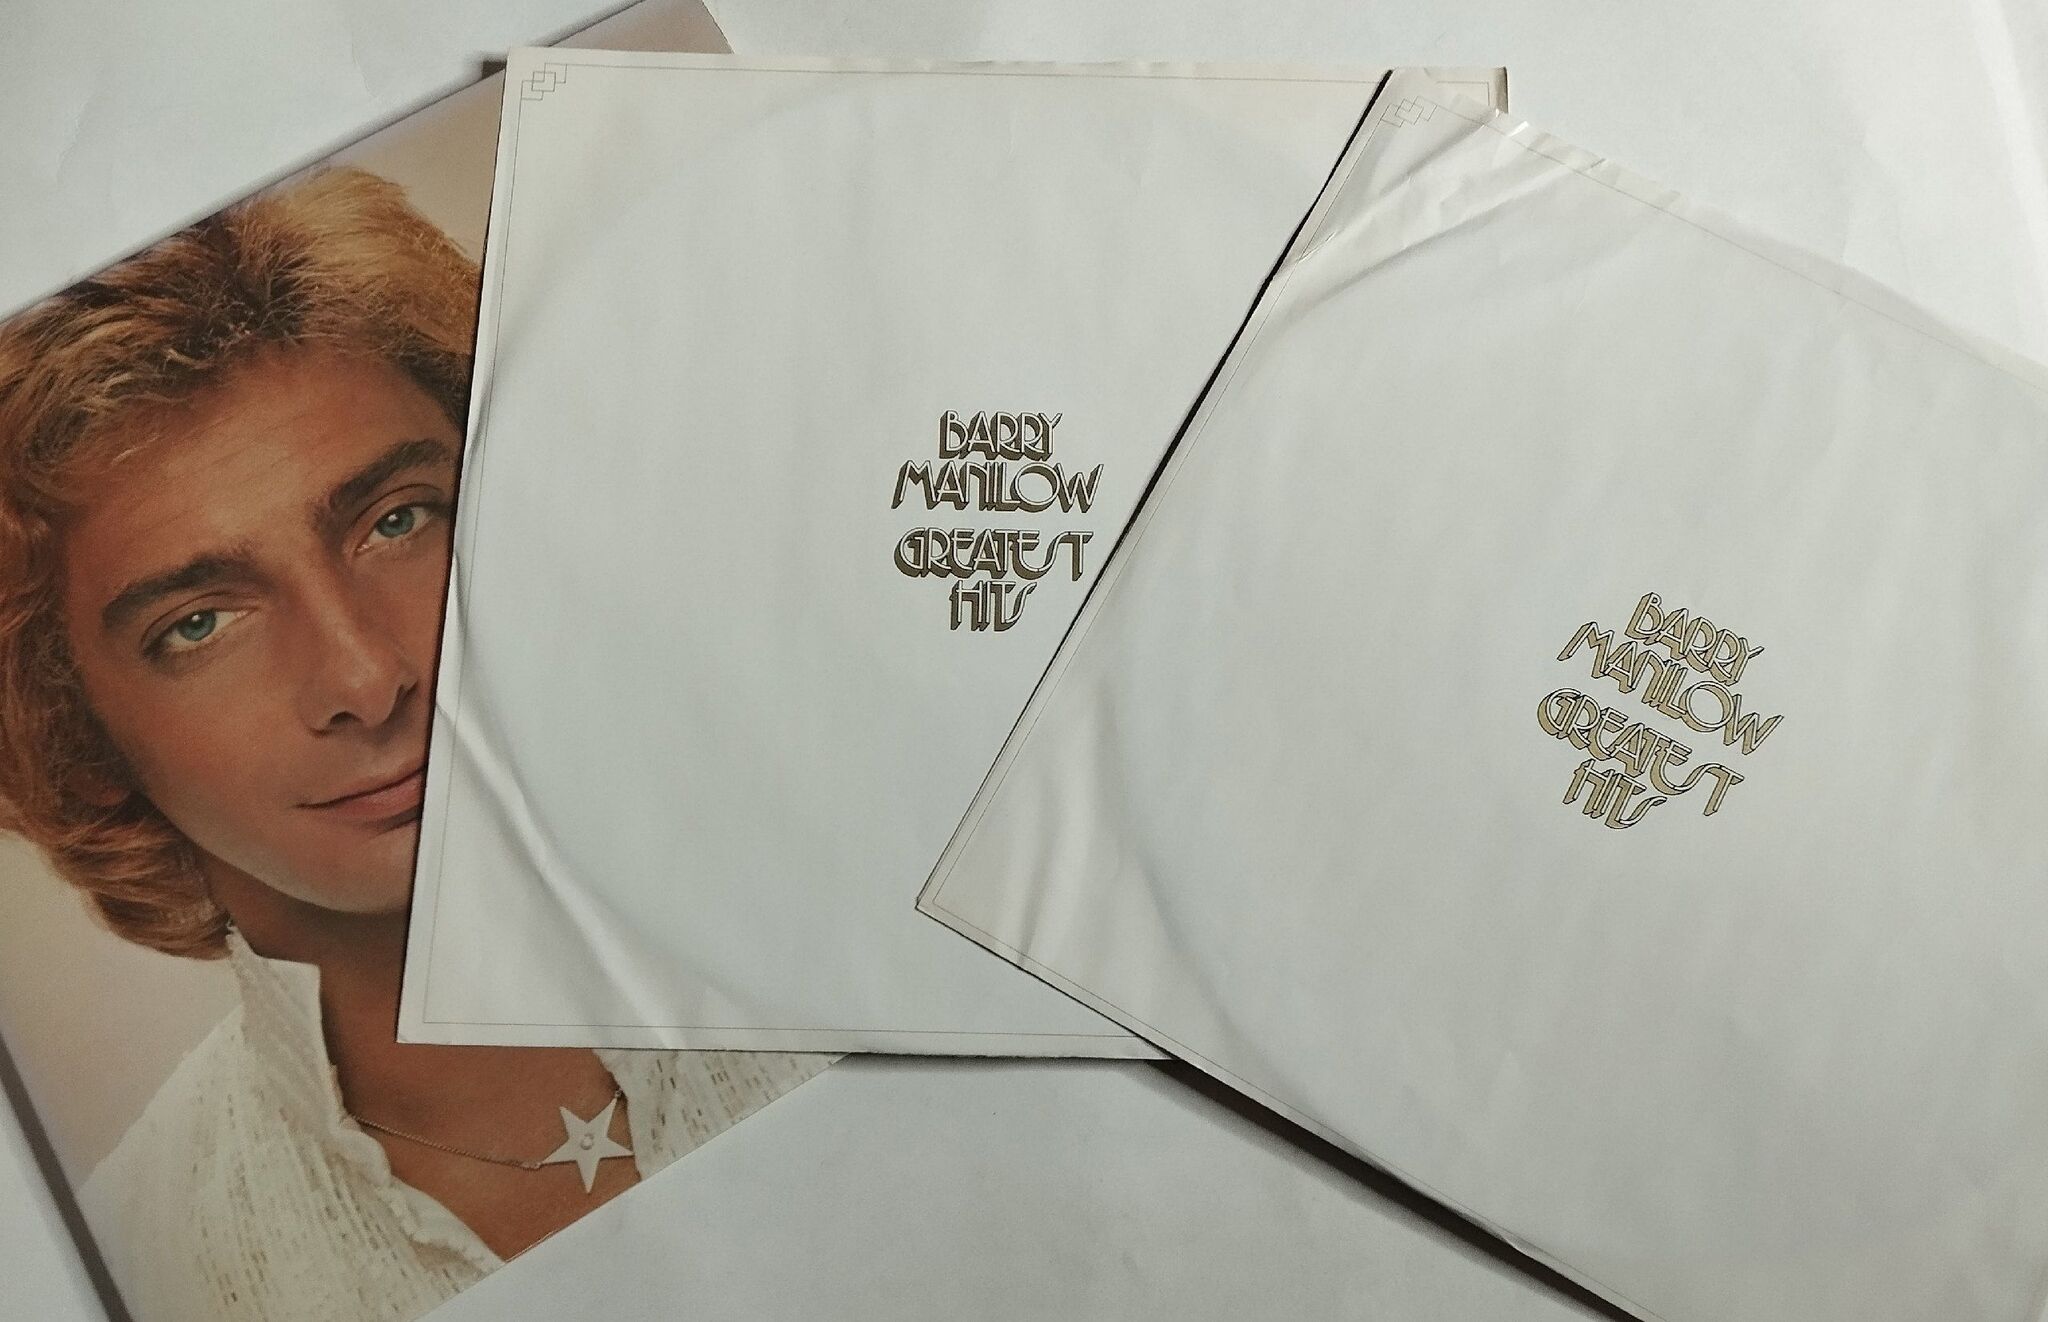 BARRY
MANILOW
GREATEST
HITS
BARRY
MANILOW
GREATEST
HITS